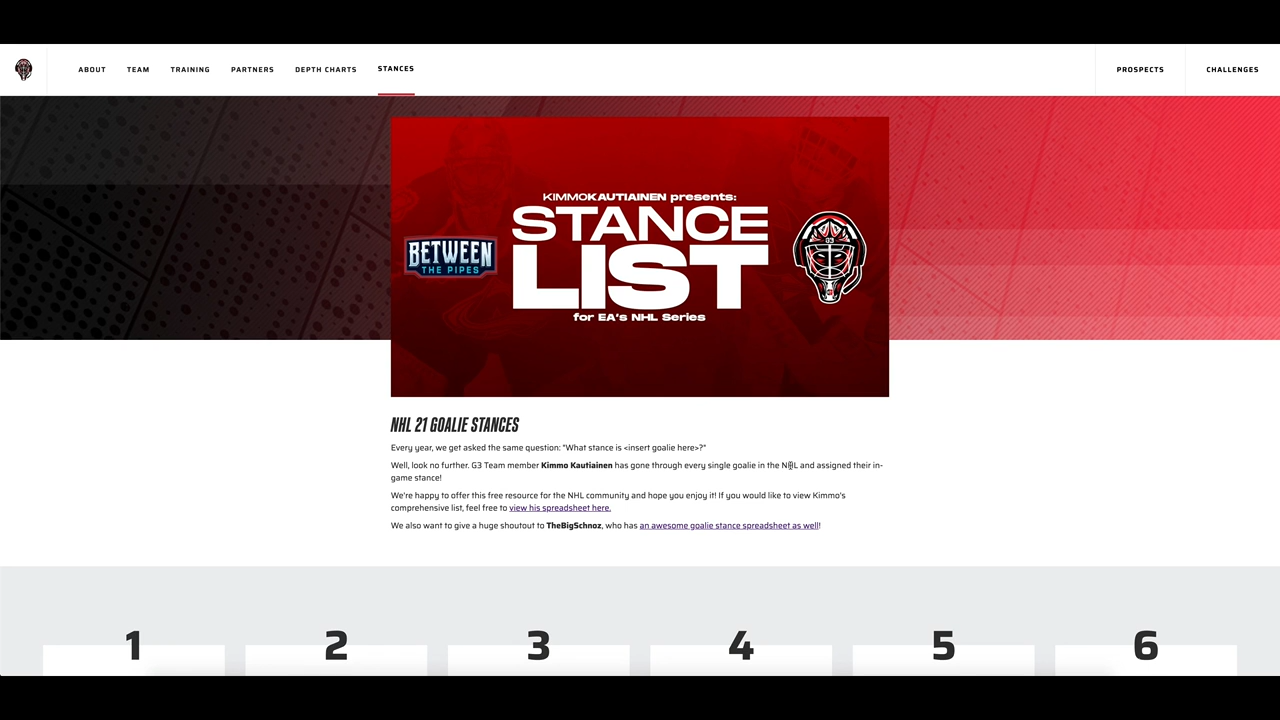 ABOUT TEAM TRAINING PARTNERS DEPTH CHARTS STANCES PROSPECTS CHALLENGES
KIMMOKAUTIAINEN presents:
STANCE
LIST
for EA's NHL Series
BETWEEN
THE PIPES
G3
NHL 21 GOALIE STANCES
Every year, we get asked the same question: "What stance is <insert goalie here>?"
Well, look no further. G3 Team member Kimmo Kautiainen has gone through every single goalie in the NHL and assigned their in-
game stance!
We're happy to offer this free resource for the NHL community and hope you enjoy it! If you would like to view Kimmo's
comprehensive list, feel free to view his spreadsheet here.
We also want to give a huge shoutout to TheBigSchnoz, who has an awesome goalie stance spreadsheet as well!
1 2 3 4 5 6